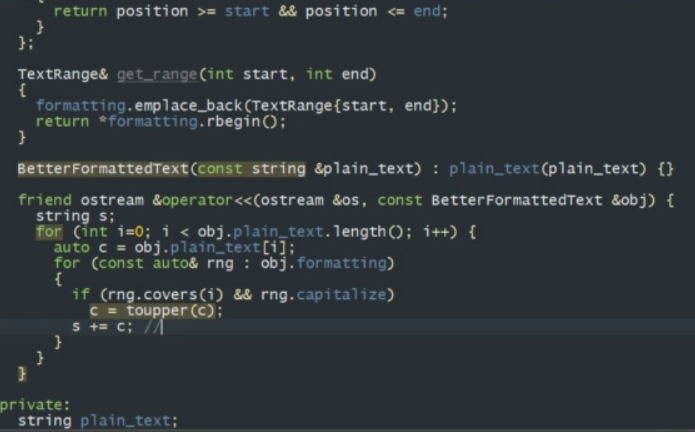 return position >= start && position <= end;
}
};
TextRange& get_range(int start, int end)
{
formatting.emplace_back(TextRange{start, end});
return *formatting.rbegin();
}
BetterFormattedText(const string &plain_text) : plain_text(plain_text) {}
friend ostream &operator<<(ostream &os, const BetterFormattedText &obj) {
string s;
for (int i=0; i < obj.plain_text.length(); i++) {
auto c = obj.plain_text[i];
for (const auto& rng : obj.formatting)
{
if (rng.covers(i) && rng.capitalize)
c = toupper(c);
s += c; //
}
}
}
private:
string plain_text;